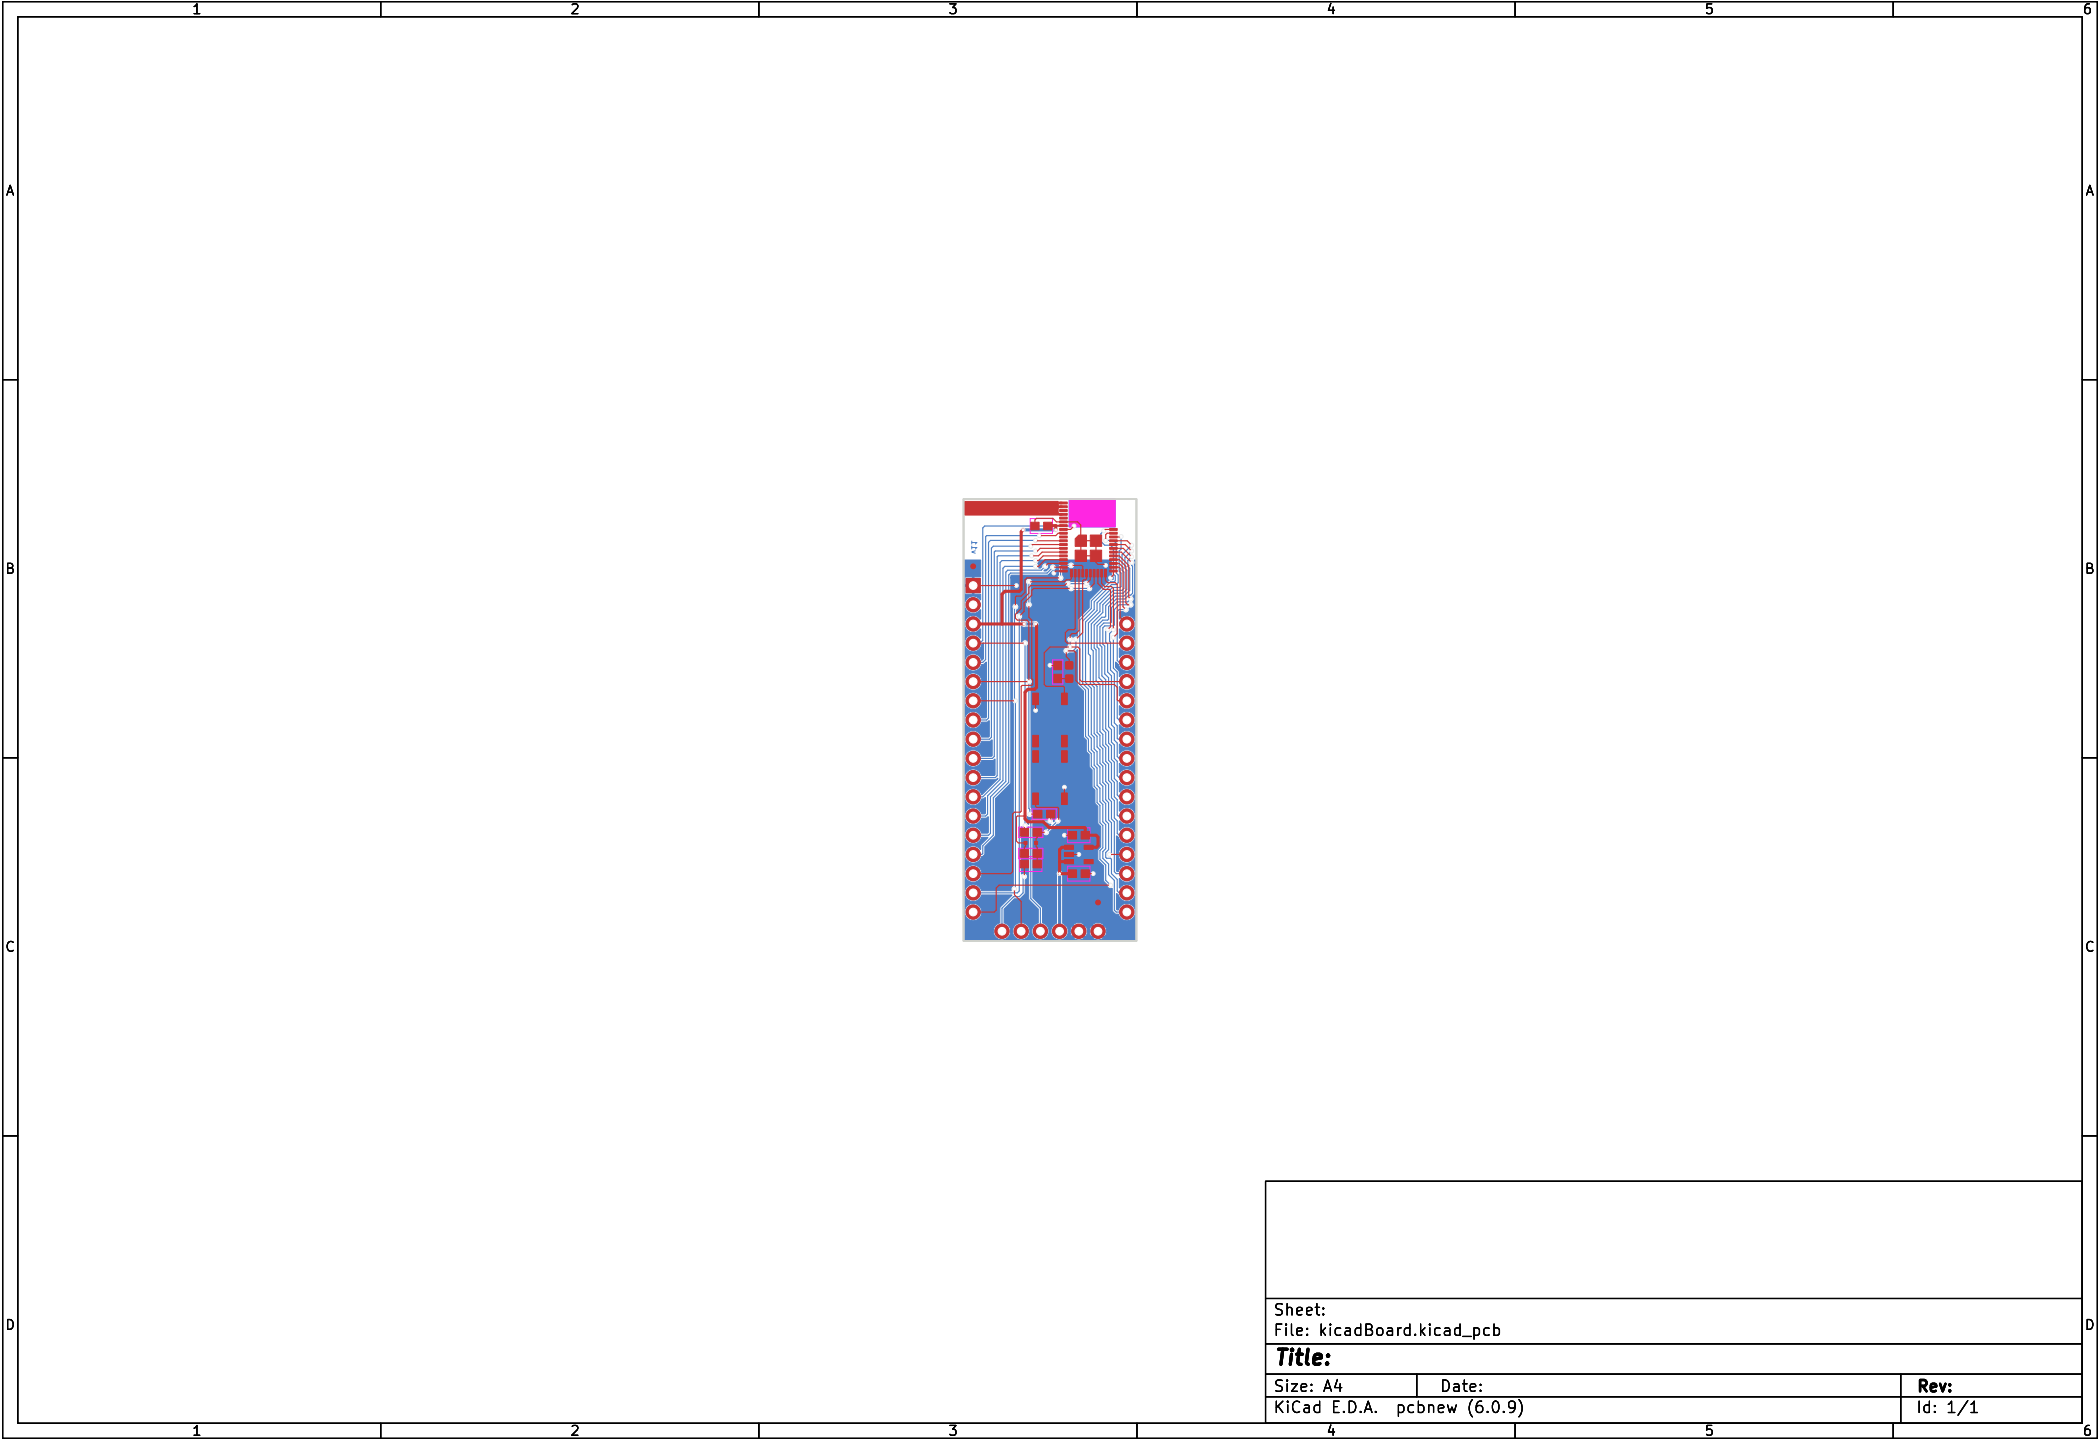 1 2 3 4 5 6
A A
B B
v11
C C
D D
Sheet:
File: kicadBoard.kicad_pcb
Title:
Size: A4 Date: Rev:
KiCad E.D.A. pcbnew (6.0.9) Id: 1/1
1 2 3 4 5 6